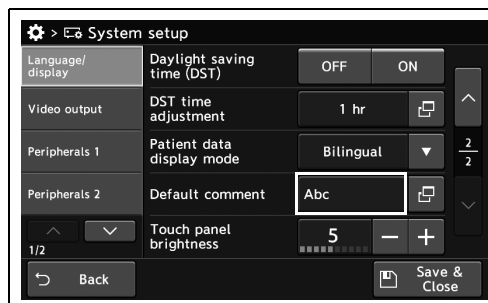 > System setup
Language/
display
Video output
Peripherals 1
Peripherals 2
1/2
Daylight saving
time (DST)
OFF
ON
DST time
adjustment
1 hr
Patient data
display mode
Bilingual
Default comment
Abc
Touch panel
brightness
5
2
2
Back
Save &
Close